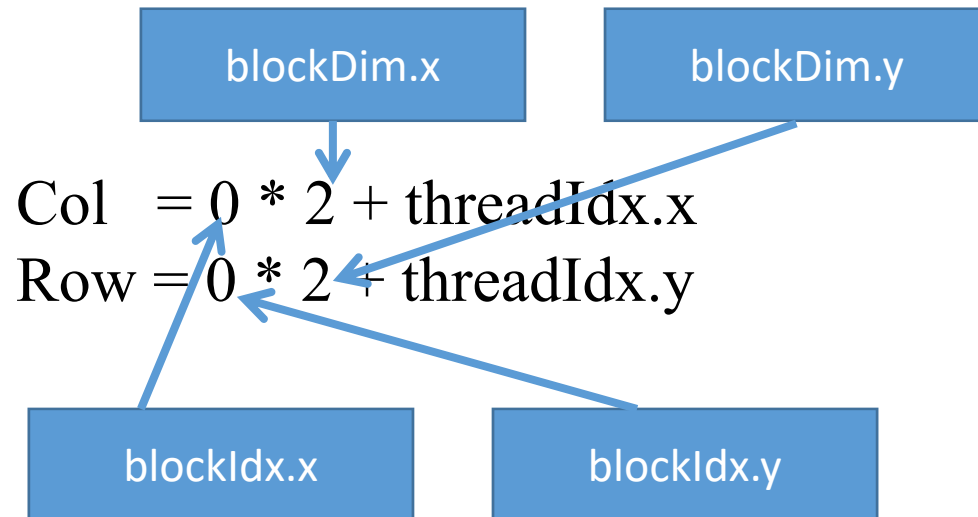 blockDim.x
blockDim.y
Col = 0 * 2 + threadIdx.x
Row = 0 * 2 + threadIdx.y
blockIdx.x
blockIdx.y